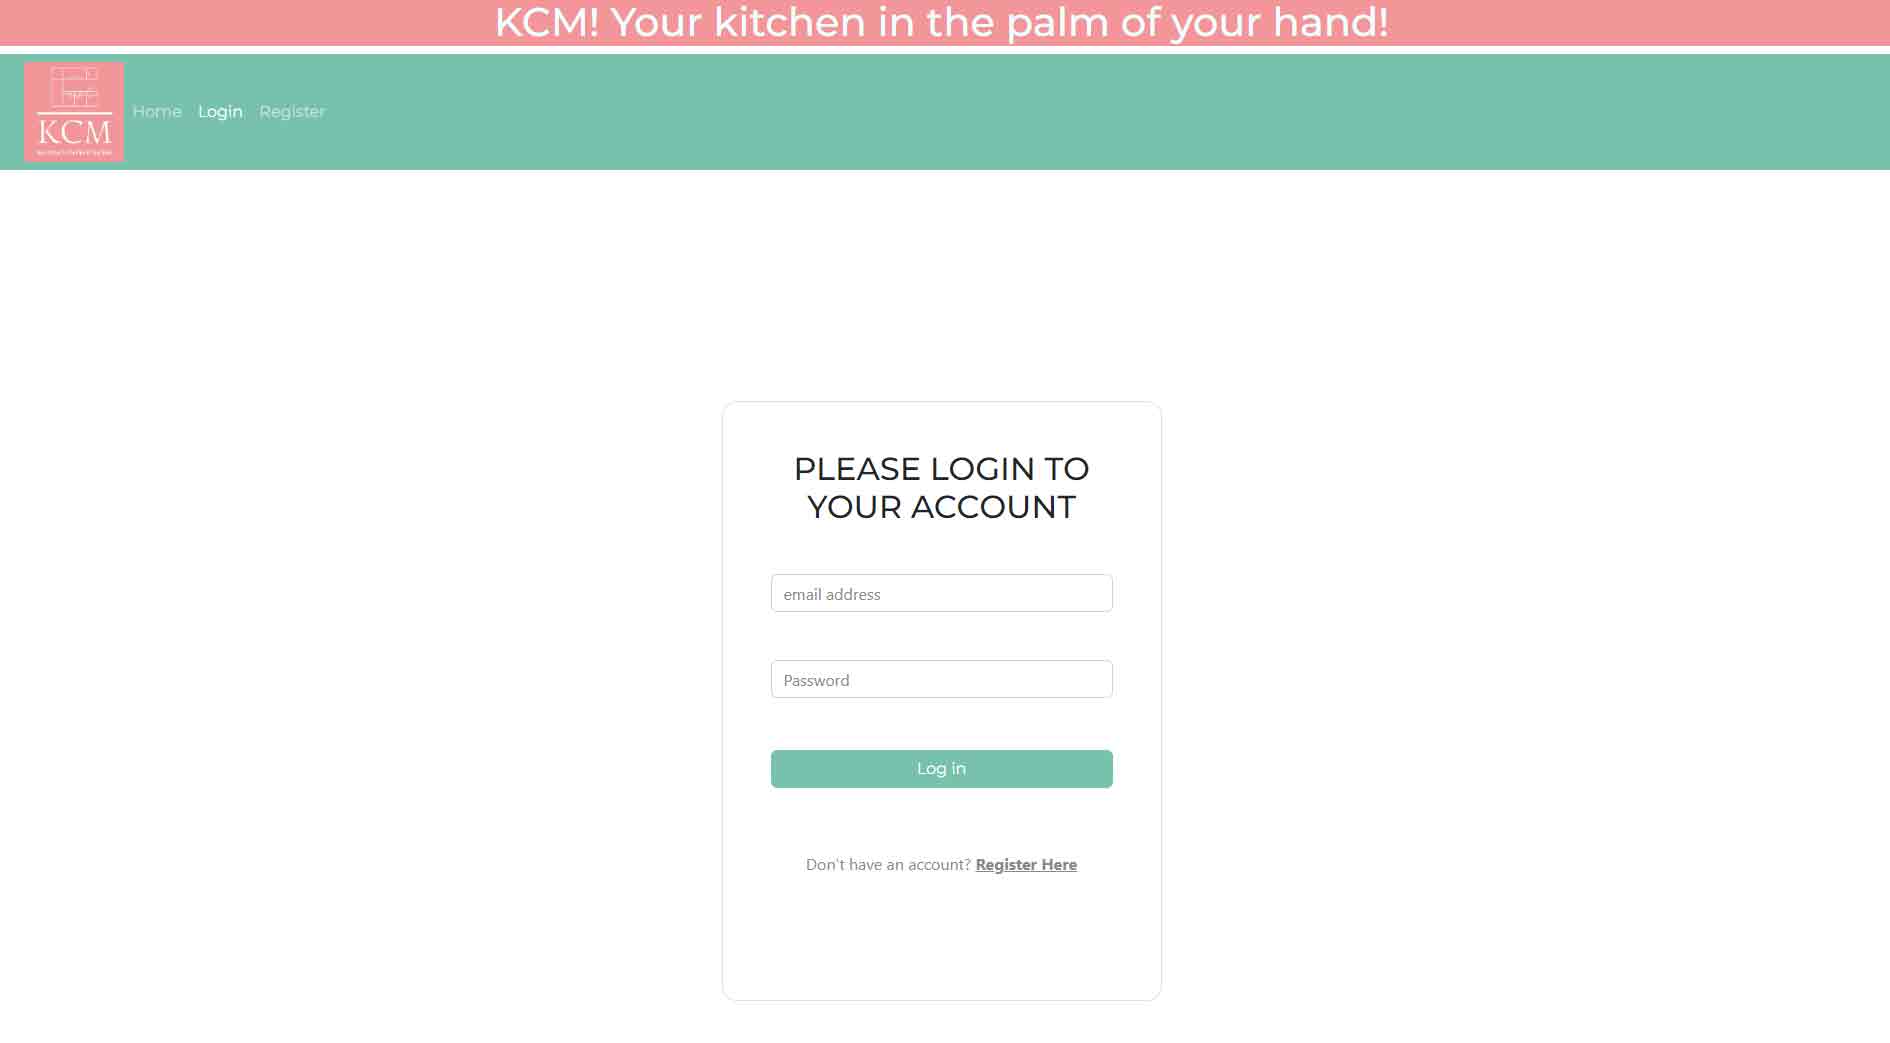 KCM! Your kitchen in the palm of your hand!
KCM
Home Login Register
PLEASE LOGIN TO
YOUR ACCOUNT
email address
Password
Log in
Don't have an account? Register Here